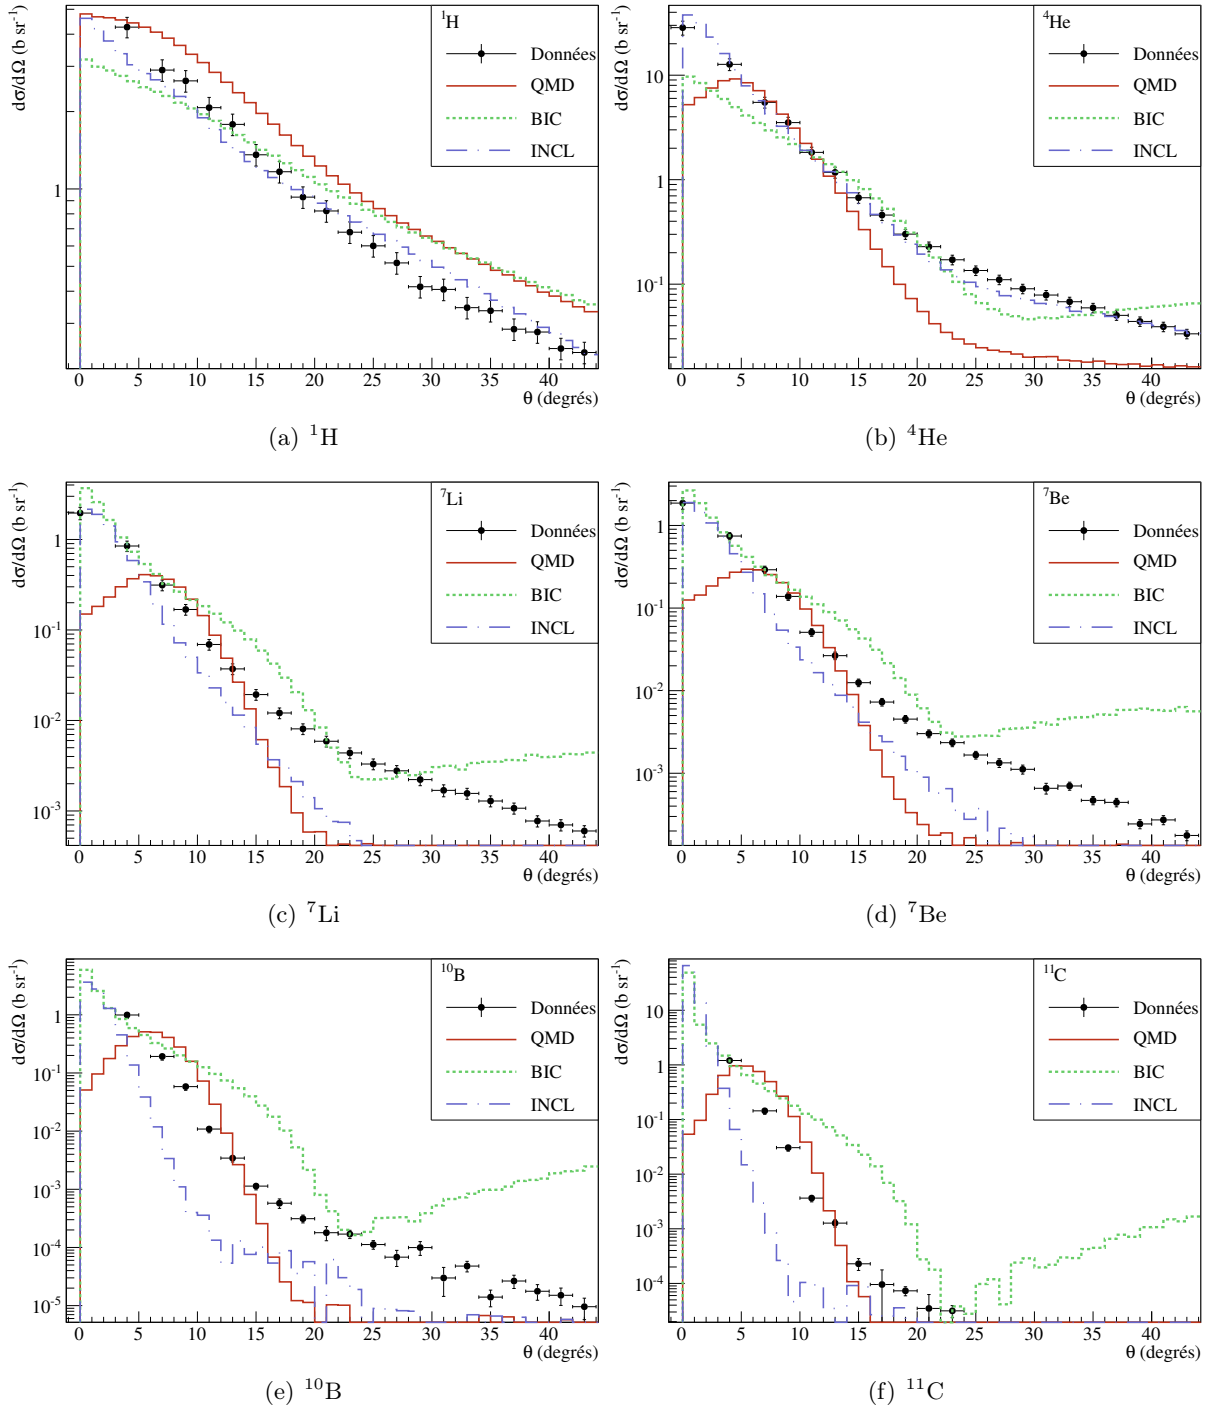 dσ/dΩ (b sr⁻¹)
¹H
Données
QMD
BIC
INCL
1
0 5 10 15 20 25 30 35 40
θ (degrés)
(a) ¹H
dσ/dΩ (b sr⁻¹)
⁴He
Données
QMD
BIC
INCL
10
1
10⁻¹
0 5 10 15 20 25 30 35 40
θ (degrés)
(b) ⁴He
dσ/dΩ (b sr⁻¹)
⁷Li
Données
QMD
BIC
INCL
1
10⁻¹
10⁻²
10⁻³
0 5 10 15 20 25 30 35 40
θ (degrés)
(c) ⁷Li
dσ/dΩ (b sr⁻¹)
⁷Be
Données
QMD
BIC
INCL
1
10⁻¹
10⁻²
10⁻³
0 5 10 15 20 25 30 35 40
θ (degrés)
(d) ⁷Be
dσ/dΩ (b sr⁻¹)
¹⁰B
Données
QMD
BIC
INCL
1
10⁻¹
10⁻²
10⁻³
10⁻⁴
10⁻⁵
0 5 10 15 20 25 30 35 40
θ (degrés)
(e) ¹⁰B
dσ/dΩ (b sr⁻¹)
¹¹C
Données
QMD
BIC
INCL
10
1
10⁻¹
10⁻²
10⁻³
10⁻⁴
0 5 10 15 20 25 30 35 40
θ (degrés)
(f) ¹¹C